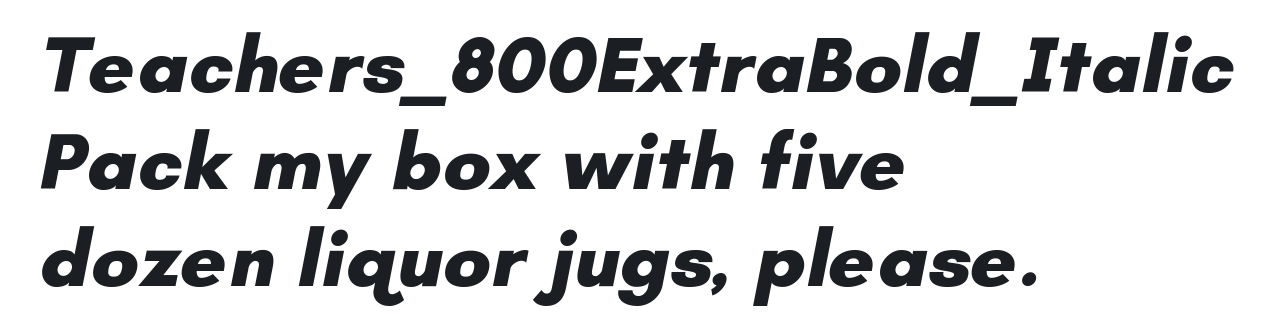 Teachers_800ExtraBold_Italic
Pack my box with five
dozen liquor jugs, please.